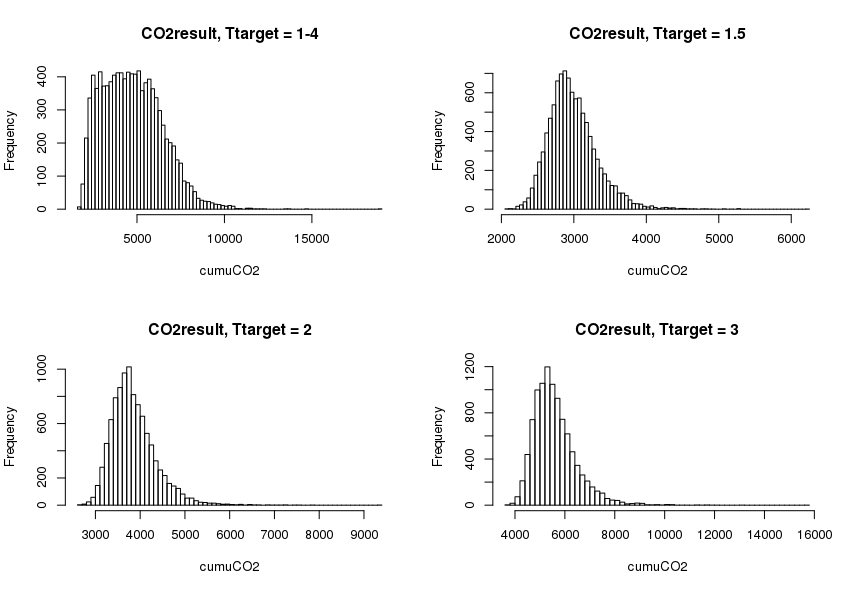 CO2result, Ttarget = 1-4
Frequency
0 100 200 300 400
5000 10000 15000
cumuCO2
CO2result, Ttarget = 1.5
Frequency
0 200 400 600
2000 3000 4000 5000 6000
cumuCO2
CO2result, Ttarget = 2
Frequency
0 200 600 1000
3000 4000 5000 6000 7000 8000 9000
cumuCO2
CO2result, Ttarget = 3
Frequency
0 400 800 1200
4000 6000 8000 10000 12000 14000 16000
cumuCO2